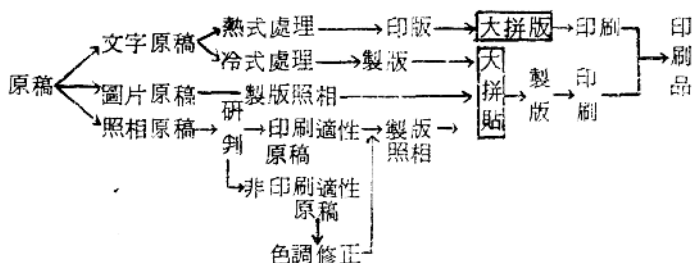 熱式處理 印版 大拼版 印刷
文字原稿
冷式處理 製版
原稿
圖片原稿 製版照相
大拼貼
製版
印刷
印刷品
照相原稿
研判
印刷適性原稿
製版照相
非印刷適性原稿
色調修正